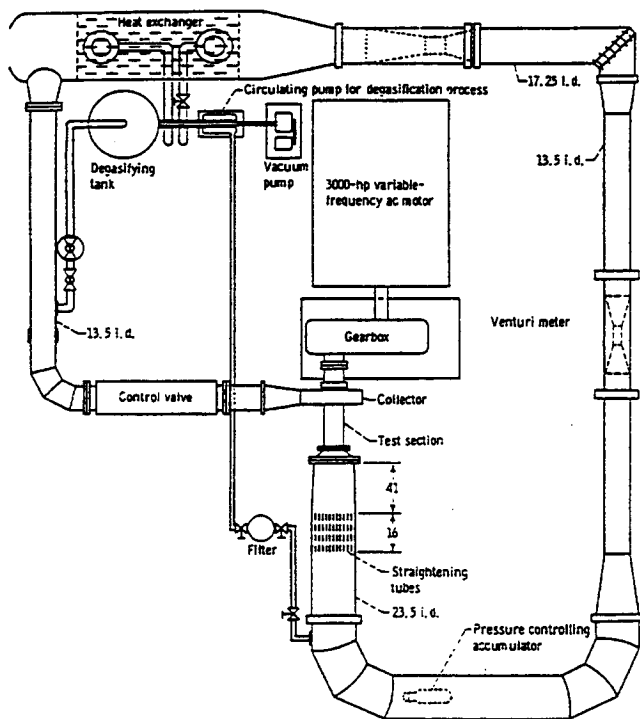 Heat exchanger
17.25 i.d.
Circulating pump for degasification process
Degasifying
tank
Vacuum
pump
3000-hp variable-
frequency ac motor
13.5 i.d.
13.5 i.d.
Gearbox
Venturi meter
Control valve
Collector
Test section
41
16
Filter
Straightening
tubes
23.5 i.d.
Pressure controlling
accumulator